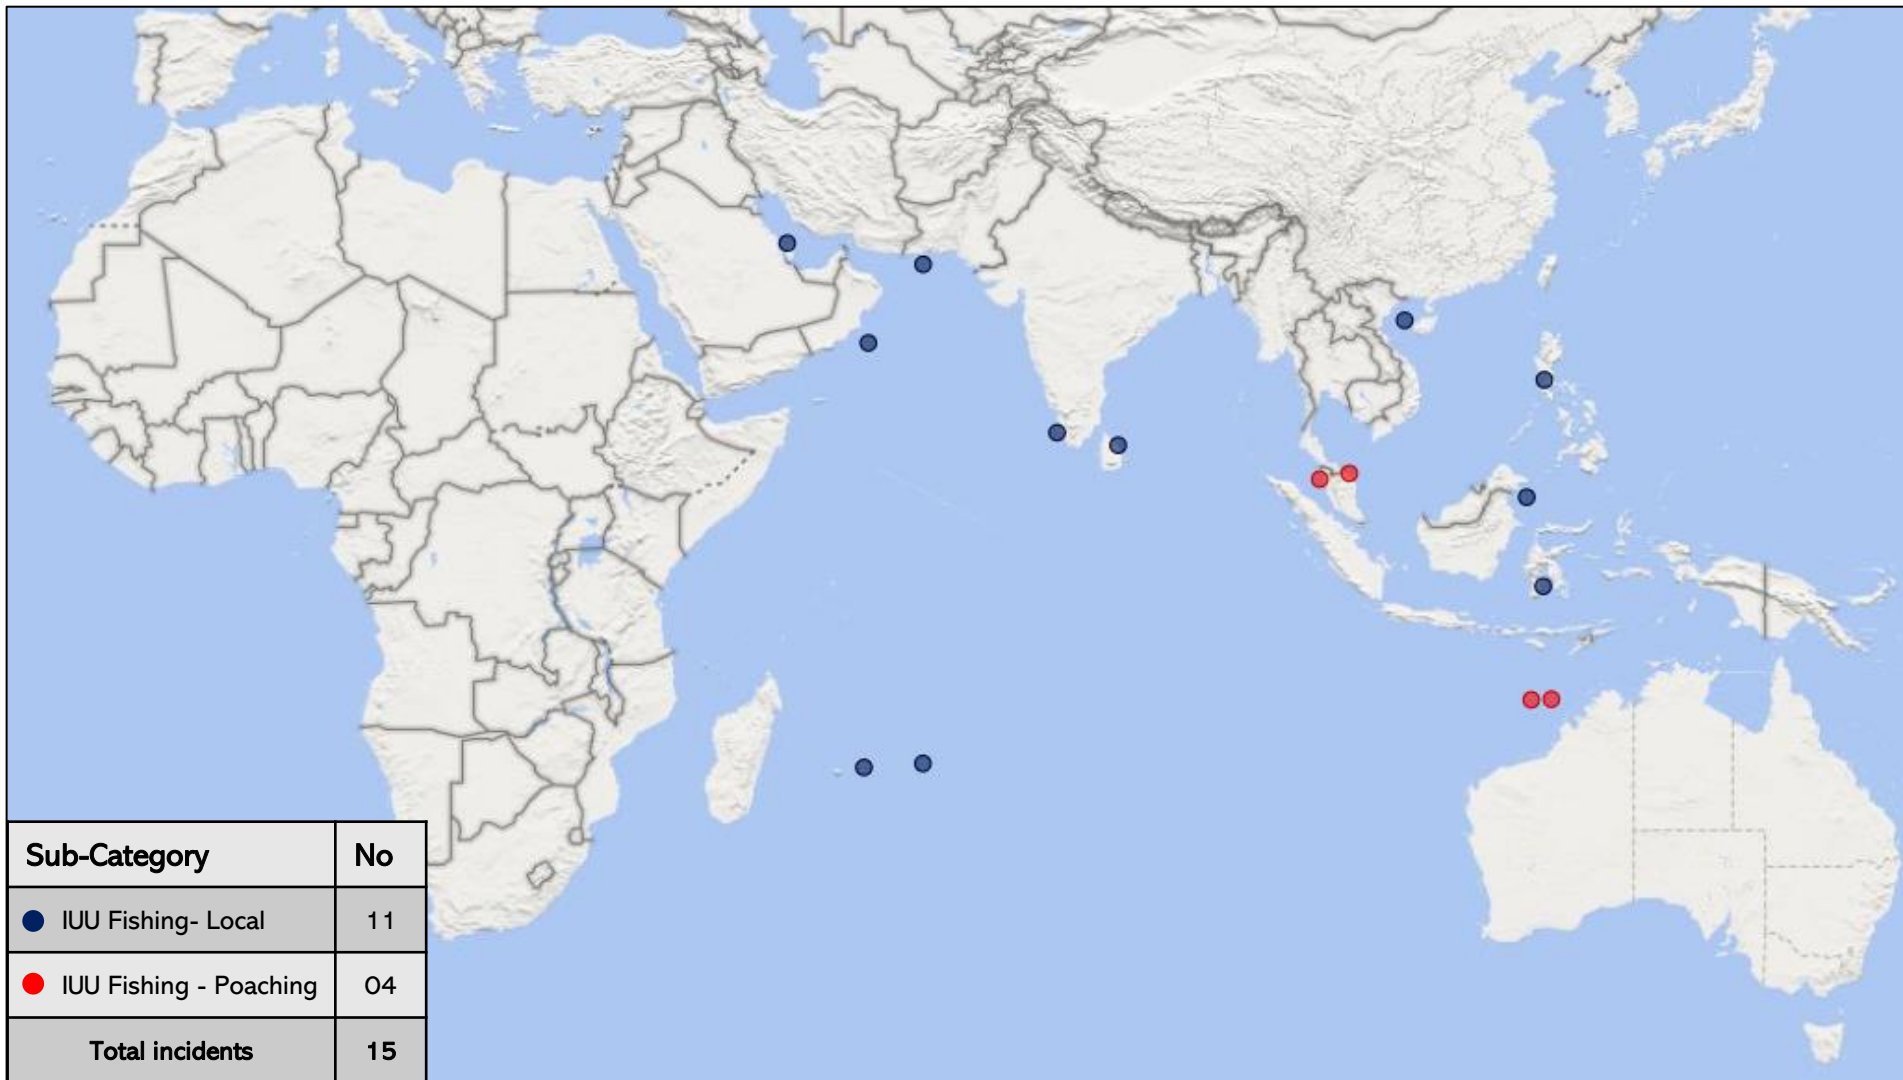 Sub-Category No
IUU Fishing- Local 11
IUU Fishing - Poaching 04
Total incidents 15